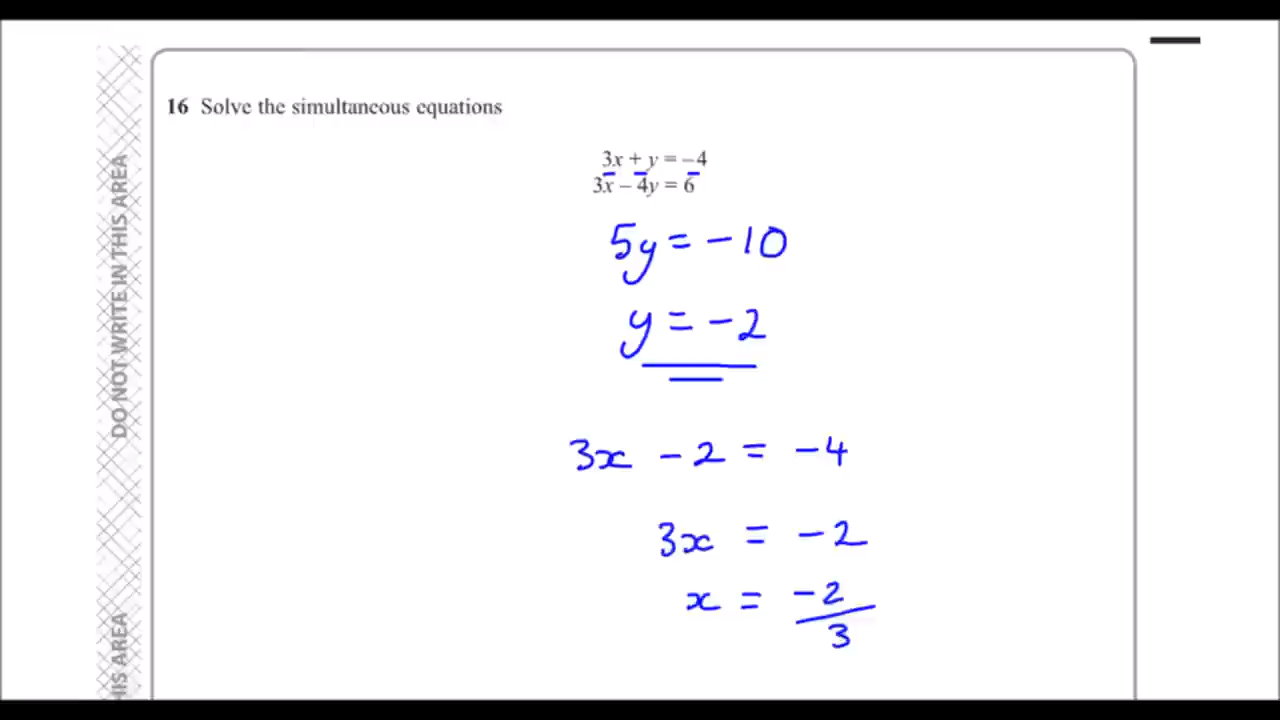 16 Solve the simultaneous equations
3x + y = −4
3x − 4y = 6
5y = −10
y = −2
3x − 2 = −4
3x = −2
x = −2/3
DO NOT WRITE IN THIS AREA
HIS AREA